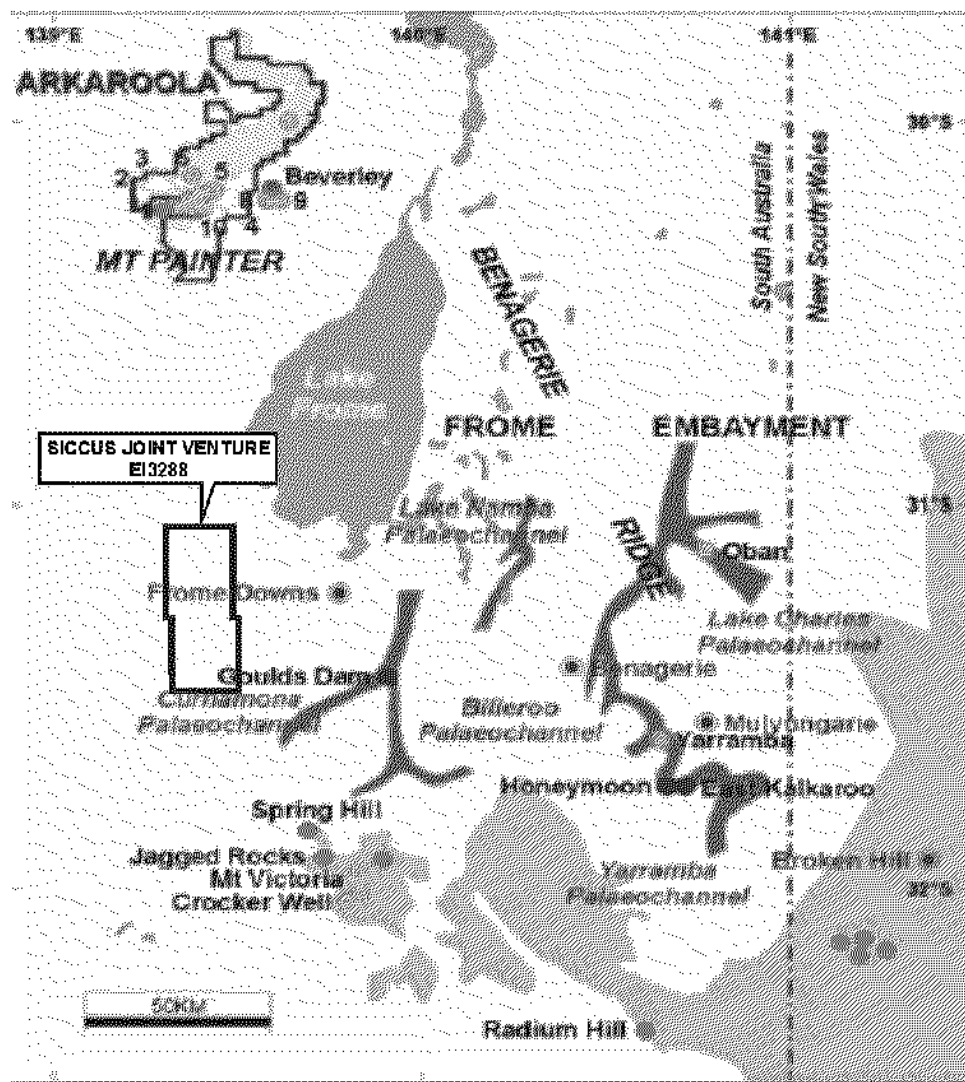 139°E
140°E
141°E
ARKAROOLA
30°S
3
6
2
5
Beverley
8
9
10
4
MT PAINTER
South Australia
New South Wales
BENAGERIE
Lake
Frome
FROME
EMBAYMENT
SICCUS JOINT VENTURE
El3288
Lake Namba
Palaeochannel
31°S
RIDGE
Oban
Frome Downs
Lake Charles
Palaeochannel
Goulds Dam
Benagerie
Curnamona
Palaeochannel
Billeroo
Palaeochannel
Mulyungarie
Yarramba
Honeymoon
East Kalkaroo
Spring Hill
Jagged Rocks
Mt Victoria
Crocker Well
Yarramba
Palaeochannel
Broken Hill
32°S
50KM
Radium Hill